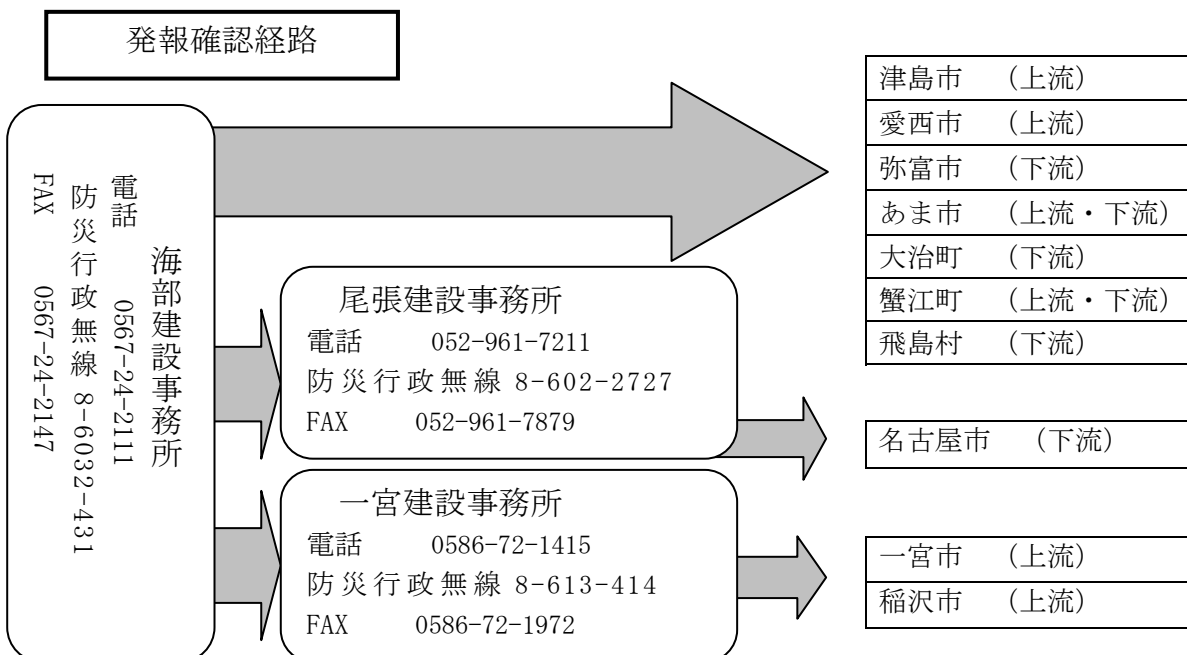 発報確認経路
海部建設事務所
電話 0567-24-2111
防災行政無線 8-6032-431
FAX 0567-24-2147
尾張建設事務所
電話 052-961-7211
防災行政無線 8-602-2727
FAX 052-961-7879
一宮建設事務所
電話 0586-72-1415
防災行政無線 8-613-414
FAX 0586-72-1972
津島市 （上流）
愛西市 （上流）
弥富市 （下流）
あま市 （上流・下流）
大治町 （下流）
蟹江町 （上流・下流）
飛島村 （下流）
名古屋市 （下流）
一宮市 （上流）
稲沢市 （上流）